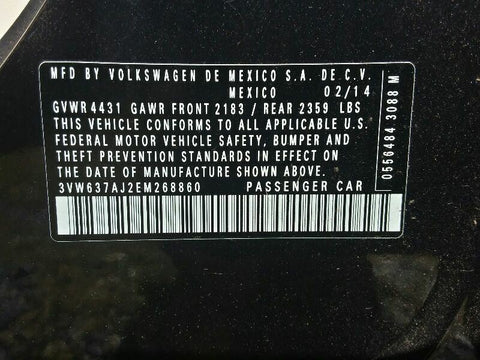 MFD BY VOLKSWAGEN DE MEXICO S.A. DE C.V.
MEXICO 02/14
GVWR 4431 GAWR FRONT 2183 / REAR 2359 LBS
THIS VEHICLE CONFORMS TO ALL APPLICABLE U.S.
FEDERAL MOTOR VEHICLE SAFETY, BUMPER AND
THEFT PREVENTION STANDARDS IN EFFECT ON
THE DATE OF MANUFACTURE SHOWN ABOVE.
3VW637AJ2EM268860 PASSENGER CAR
0556484 3088 M